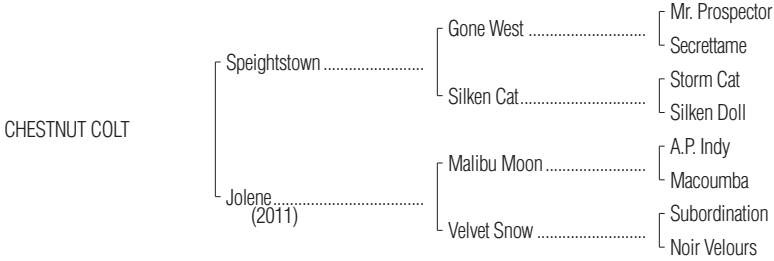 Mr. Prospector
Gone West ..............................
Secrettame
Speightstown .........................
Storm Cat
Silken Cat.................................
Silken Doll
CHESTNUT COLT
A.P. Indy
Malibu Moon ..........................
Macoumba
Jolene.....................................
(2011)
Subordination
Velvet Snow ............................
Noir Velours